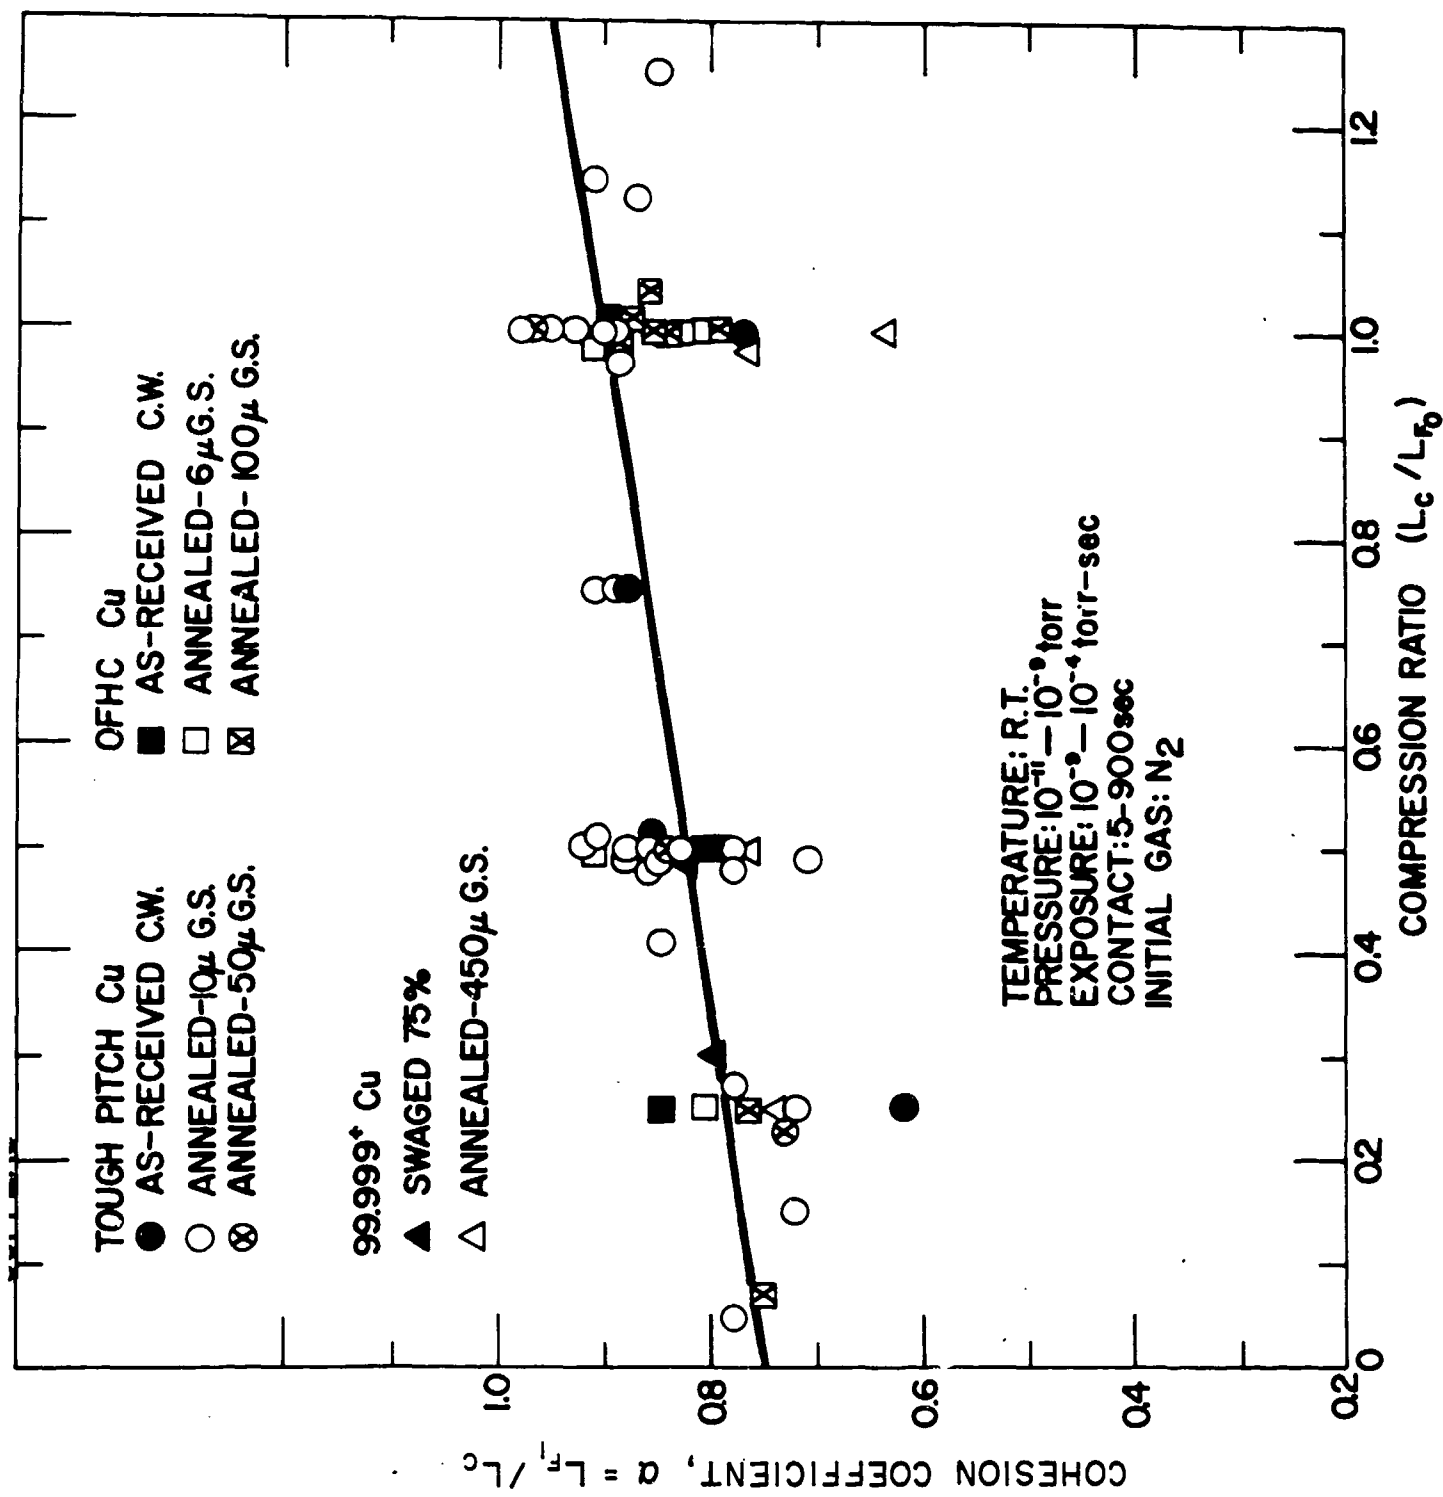 TOUGH PITCH Cu
● AS-RECEIVED C.W.
○ ANNEALED-10μ G.S.
⊗ ANNEALED-50μ G.S.
OFHC Cu
■ AS-RECEIVED C.W.
□ ANNEALED-6μ G.S.
⊠ ANNEALED-100μ G.S.
99.999⁺ Cu
▲ SWAGED 75%
△ ANNEALED-450μ G.S.
TEMPERATURE: R.T.
PRESSURE: 10⁻¹¹—10⁻⁹ torr
EXPOSURE: 10⁻⁹—10⁻⁴ torr-sec
CONTACT: 5-900sec
INITIAL GAS: N₂
COHESION COEFFICIENT, α = L_F₁/L_C
1.0
0.8
0.6
0.4
0.2
0
0.2
0.4
0.6
0.8
1.0
1.2
COMPRESSION RATIO (L_C/L_F₀)